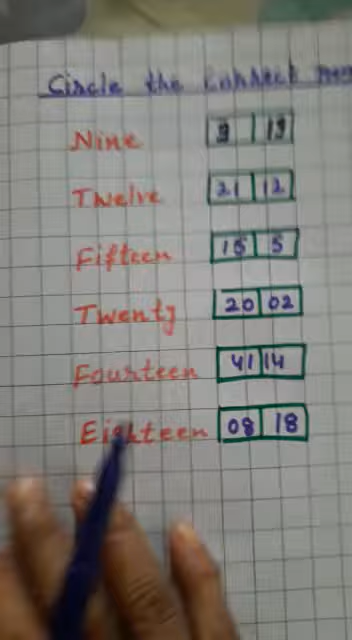 Circle the correct
Nine 9 19
Twelve 21 12
Fifteen 15 5
Twenty 20 02
Fourteen 41 14
Eighteen 08 18